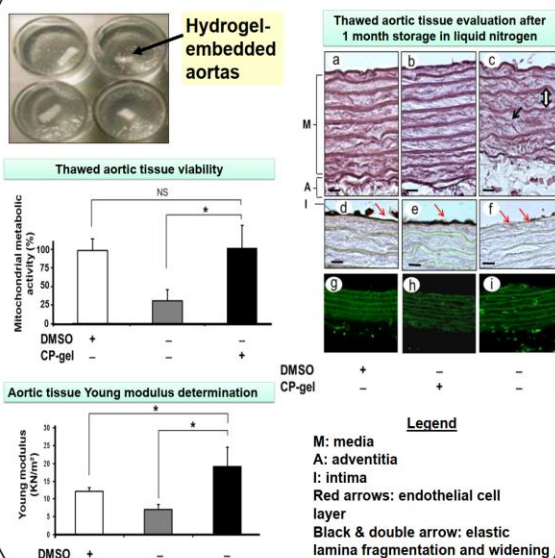 Hydrogel-
embedded
aortas
Thawed aortic tissue viability
NS
*
Mitochondrial metabolic
activity (%)
100
75
50
25
0
DMSO + – –
CP-gel – – +
Aortic tissue Young modulus determination
*
*
Young modulus
(KN/m²)
30
25
20
15
10
5
0
DMSO + – –
Thawed aortic tissue evaluation after
1 month storage in liquid nitrogen
a b c
M
A
I
d e f
g h i
DMSO + – –
CP-gel – + –
Legend
M: media
A: adventitia
I: intima
Red arrows: endothelial cell
layer
Black & double arrow: elastic
lamina fragmentation and widening